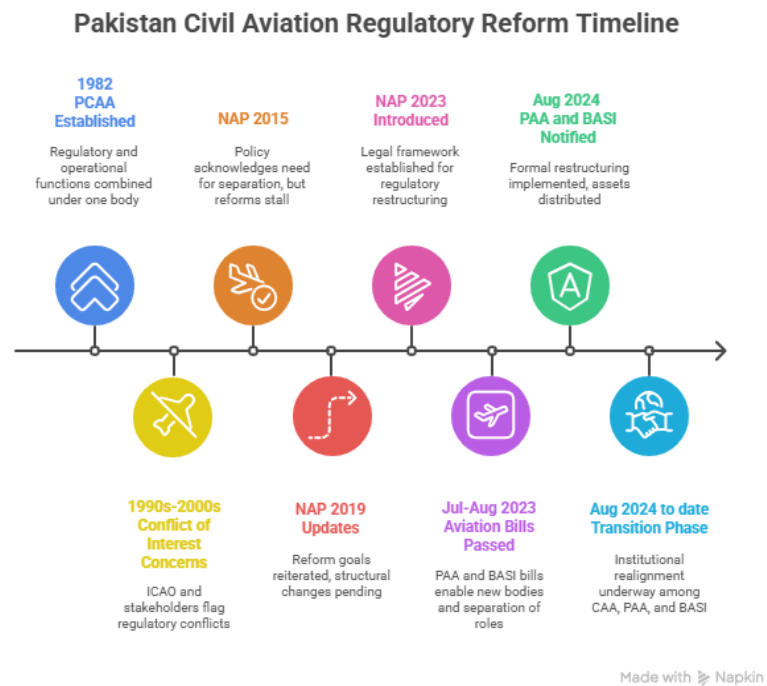 Pakistan Civil Aviation Regulatory Reform Timeline
1982
PCAA
Established
Regulatory and
operational
functions combined
under one body
NAP 2015
Policy
acknowledges need
for separation, but
reforms stall
NAP 2023
Introduced
Legal framework
established for
regulatory
restructuring
Aug 2024
PAA and BASI
Notified
Formal restructuring
implemented, assets
distributed
A
1990s-2000s
Conflict of
Interest
Concerns
ICAO and
stakeholders flag
regulatory conflicts
NAP 2019
Updates
Reform goals
reiterated, structural
changes pending
Jul-Aug 2023
Aviation Bills
Passed
PAA and BASI bills
enable new bodies
and separation of
roles
Aug 2024 to date
Transition Phase
Institutional
realignment
underway among
CAA, PAA, and BASI
Made with Napkin